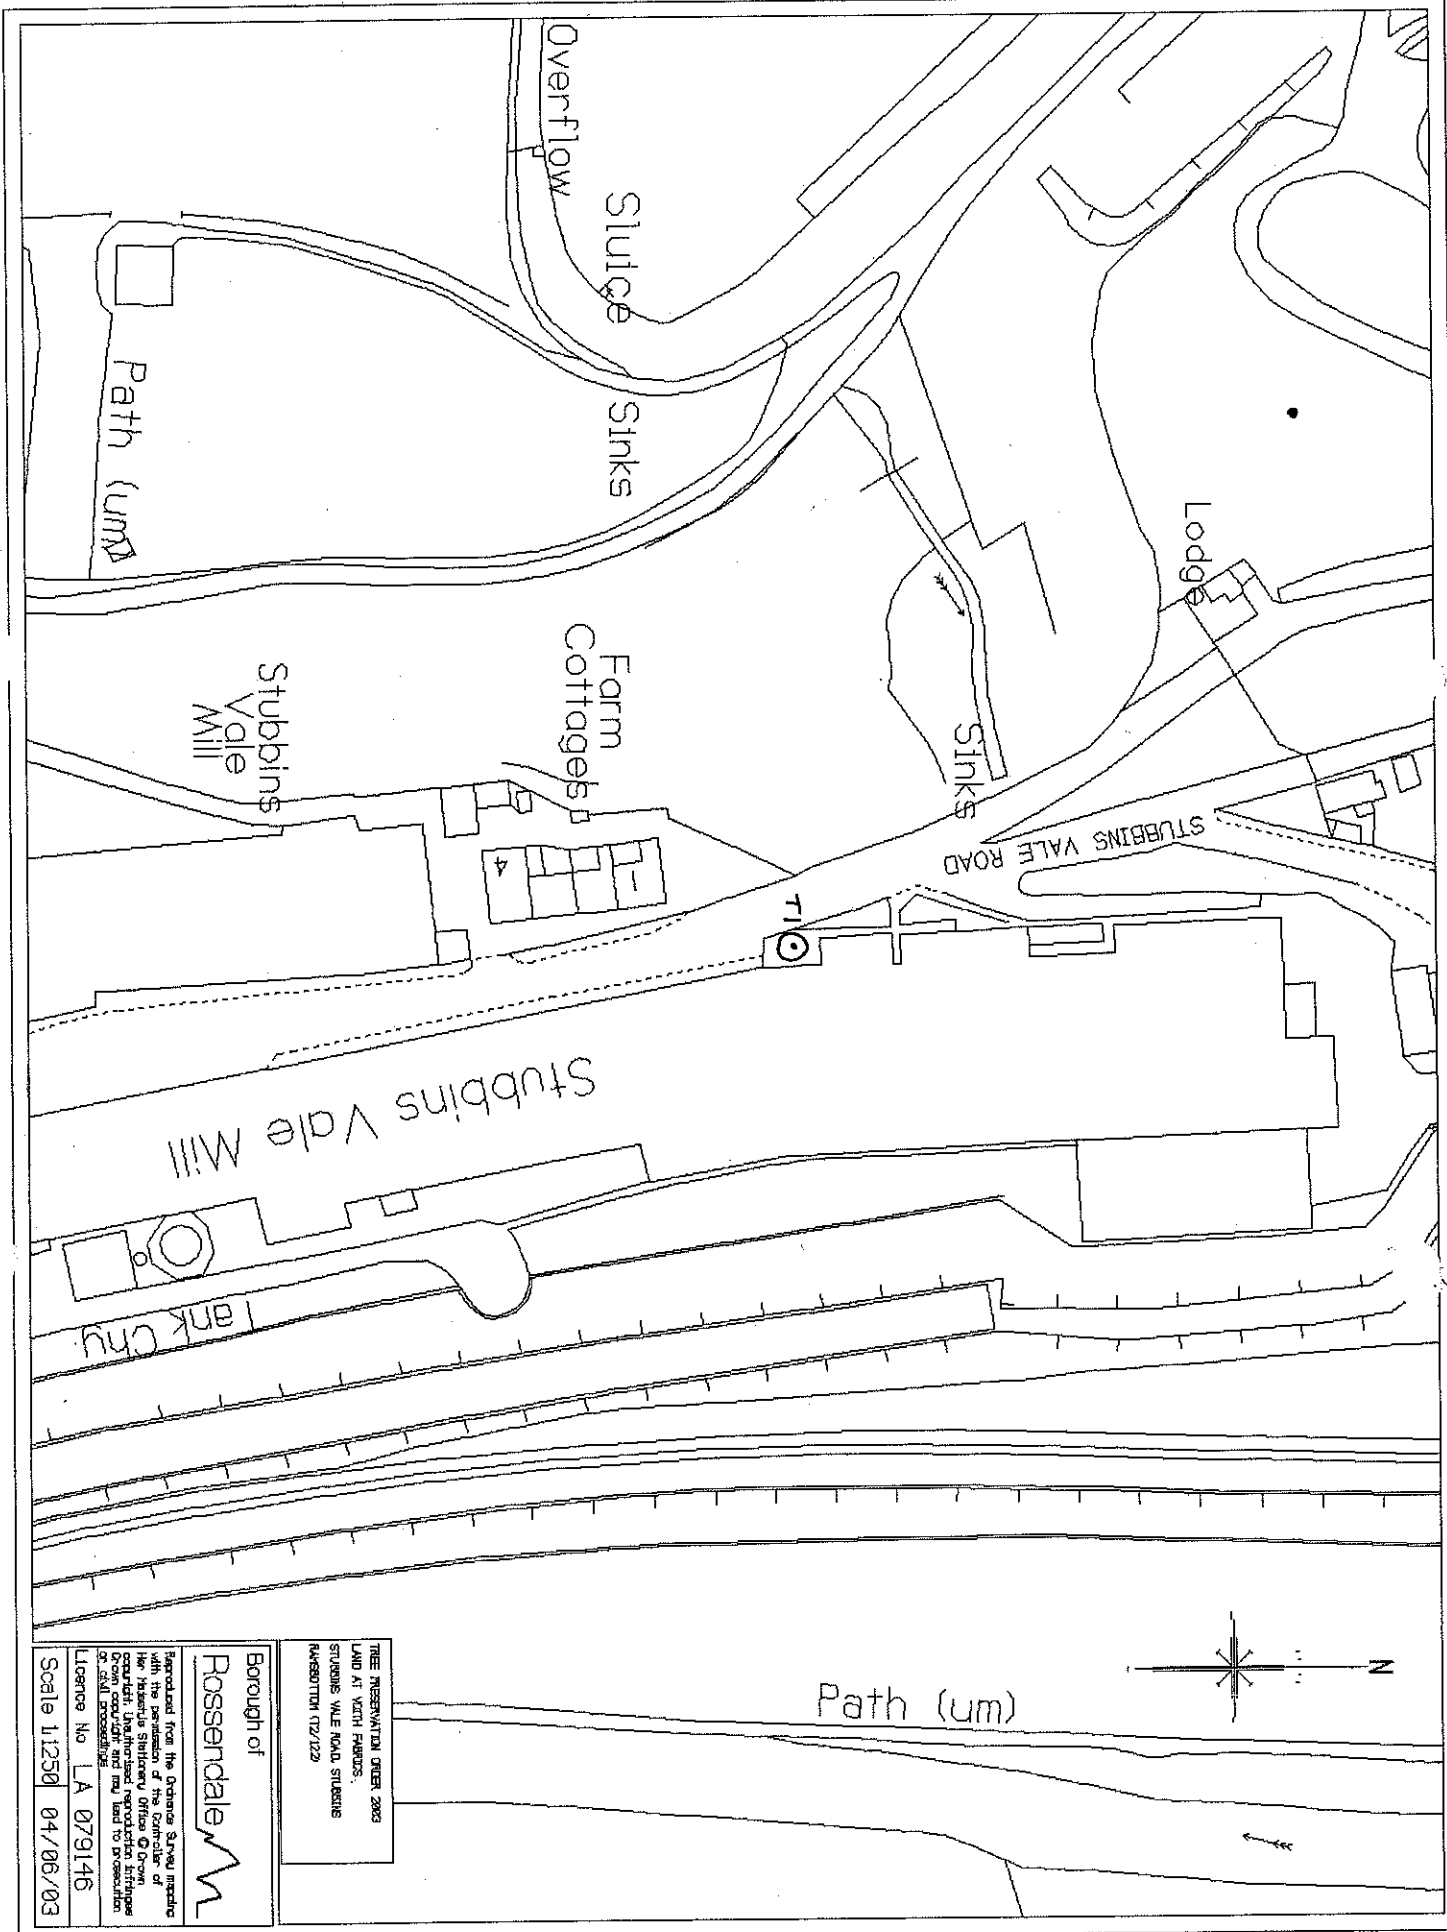 Overflow
Sluice
Sinks
Path (um)
Lodge
Sinks
Farm
Cottages
Stubbins
Vale
Mill
STUBBINS VALE ROAD
T1
1
4
Stubbins Vale Mill
Tank Chy
N
Path (um)
TREE PRESERVATION ORDER 2003
LAND AT VOITH FABRICS,
STUBBINS VALE ROAD, STUBBINS
RAMSBOTTOM (T2/122)
Borough of
Rossendale
Reproduced from the Ordnance Survey mapping
with the permission of the Controller of
Her Majesty's Stationery Office © Crown
copyright. Unauthorised reproduction infringes
Crown copyright and may lead to prosecution
or civil proceedings
Licence No LA 079146
Scale 1:1250 04/06/03